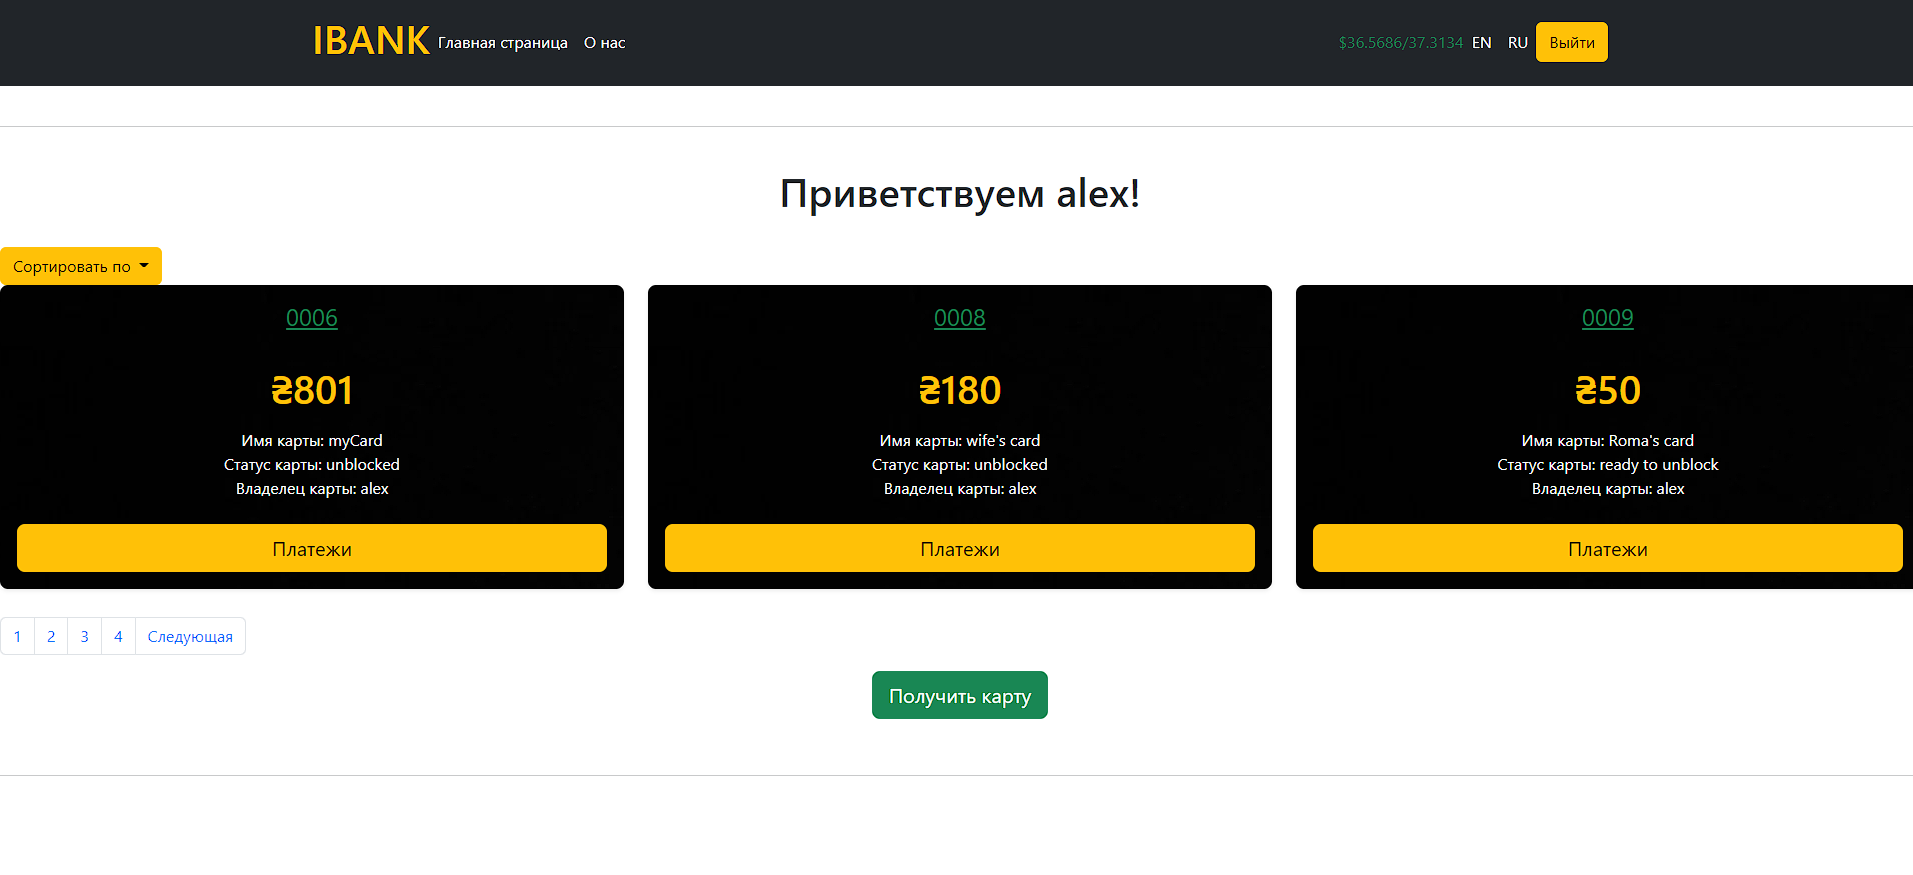 IBANK Главная страница О нас $36.5686/37.3134 EN RU Выйти
Приветствуем alex!
Сортировать по
0006
₴801
Имя карты: myCard
Статус карты: unblocked
Владелец карты: alex
Платежи
0008
₴180
Имя карты: wife's card
Статус карты: unblocked
Владелец карты: alex
Платежи
0009
₴50
Имя карты: Roma's card
Статус карты: ready to unblock
Владелец карты: alex
Платежи
1 2 3 4 Следующая
Получить карту